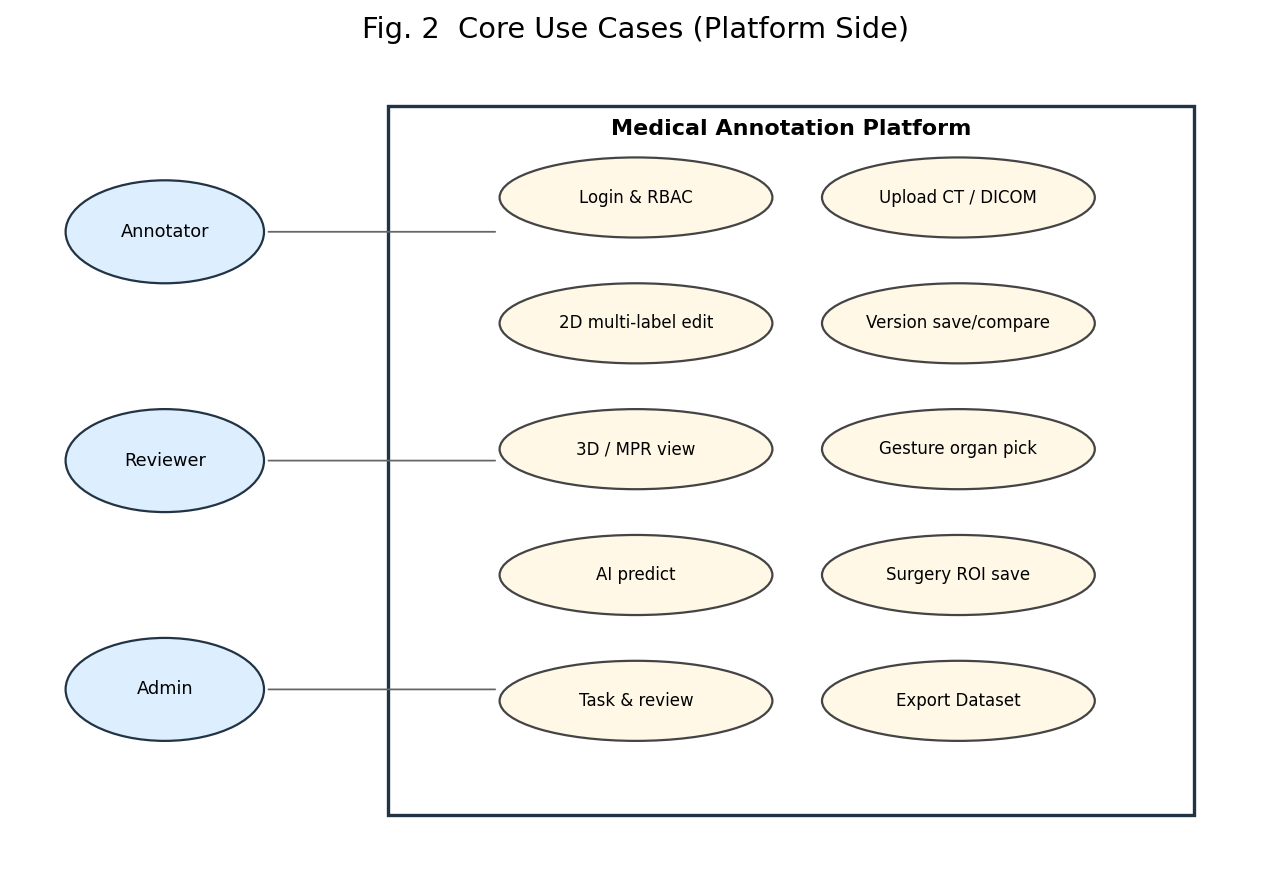 Fig. 2  Core Use Cases (Platform Side)
Medical Annotation Platform
Annotator
Reviewer
Admin
Login & RBAC
Upload CT / DICOM
2D multi-label edit
Version save/compare
3D / MPR view
Gesture organ pick
AI predict
Surgery ROI save
Task & review
Export Dataset